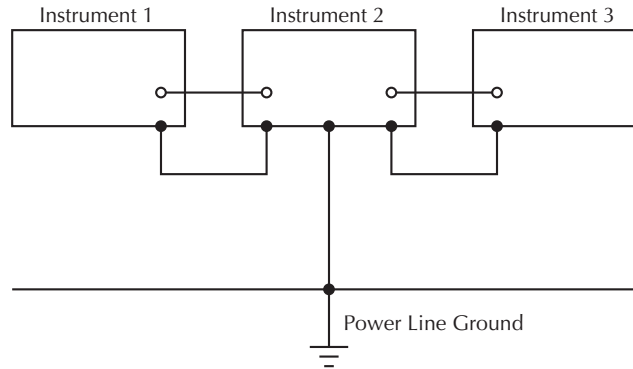 Instrument 1
Instrument 2
Instrument 3
Power Line Ground